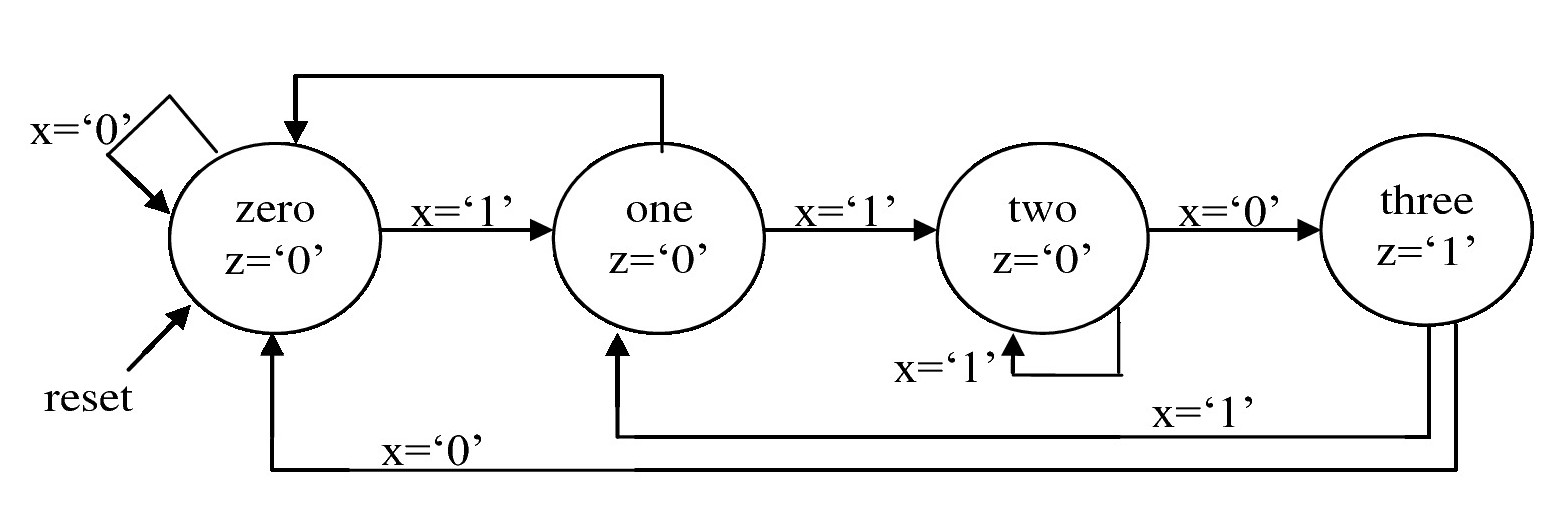 x=‘0’
zero
z=‘0’
x=‘1’
one
z=‘0’
x=‘1’
two
z=‘0’
x=‘0’
three
z=‘1’
reset
x=‘1’
x=‘1’
x=‘0’